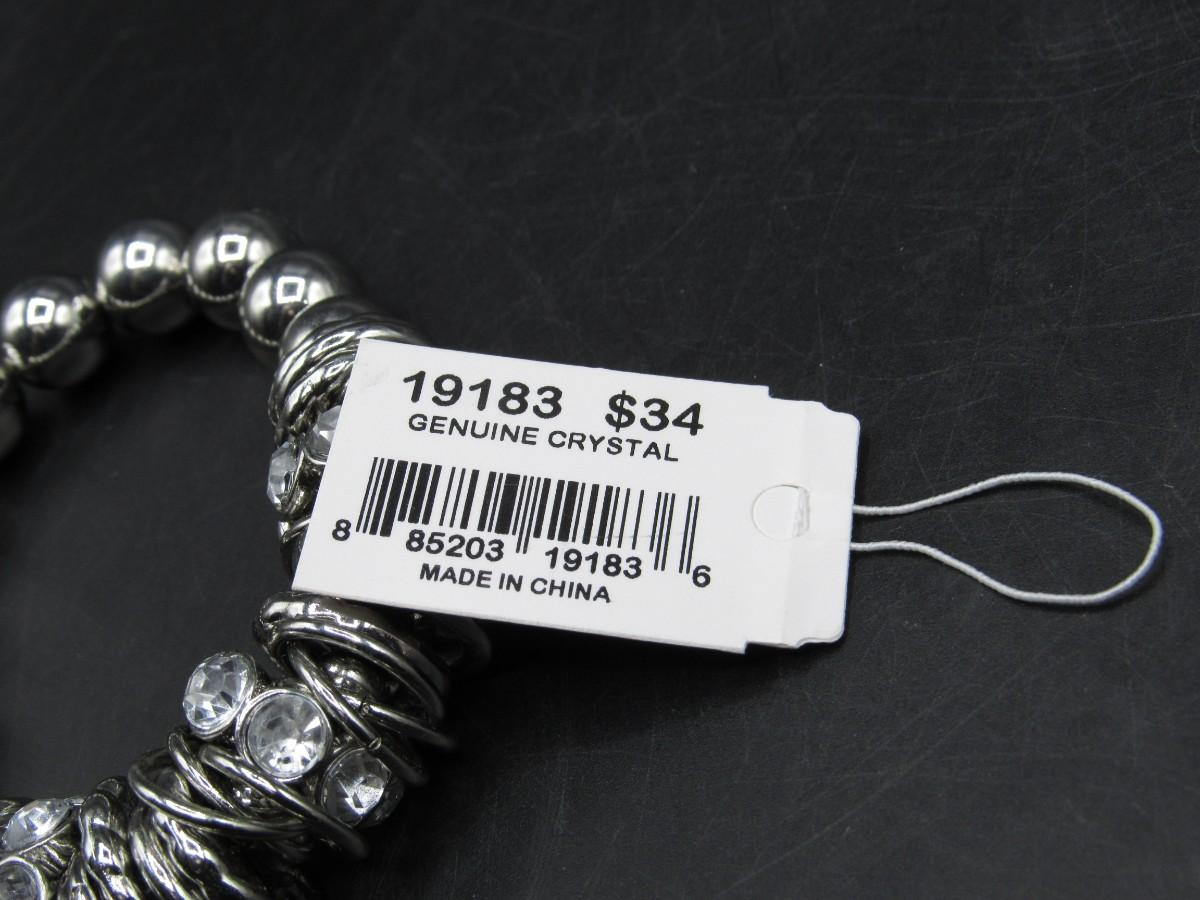 19183 $34
GENUINE CRYSTAL
8 85203 19183 6
MADE IN CHINA